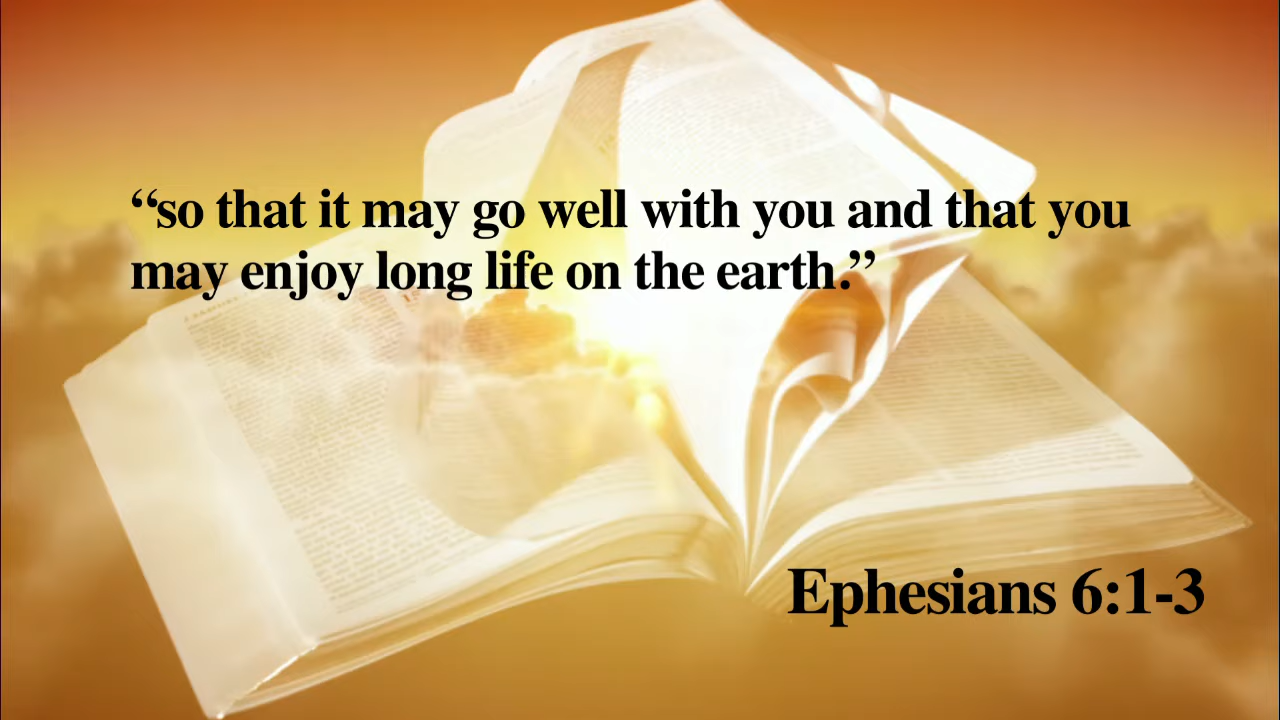 “so that it may go well with you and that you
may enjoy long life on the earth.”
Ephesians 6:1-3